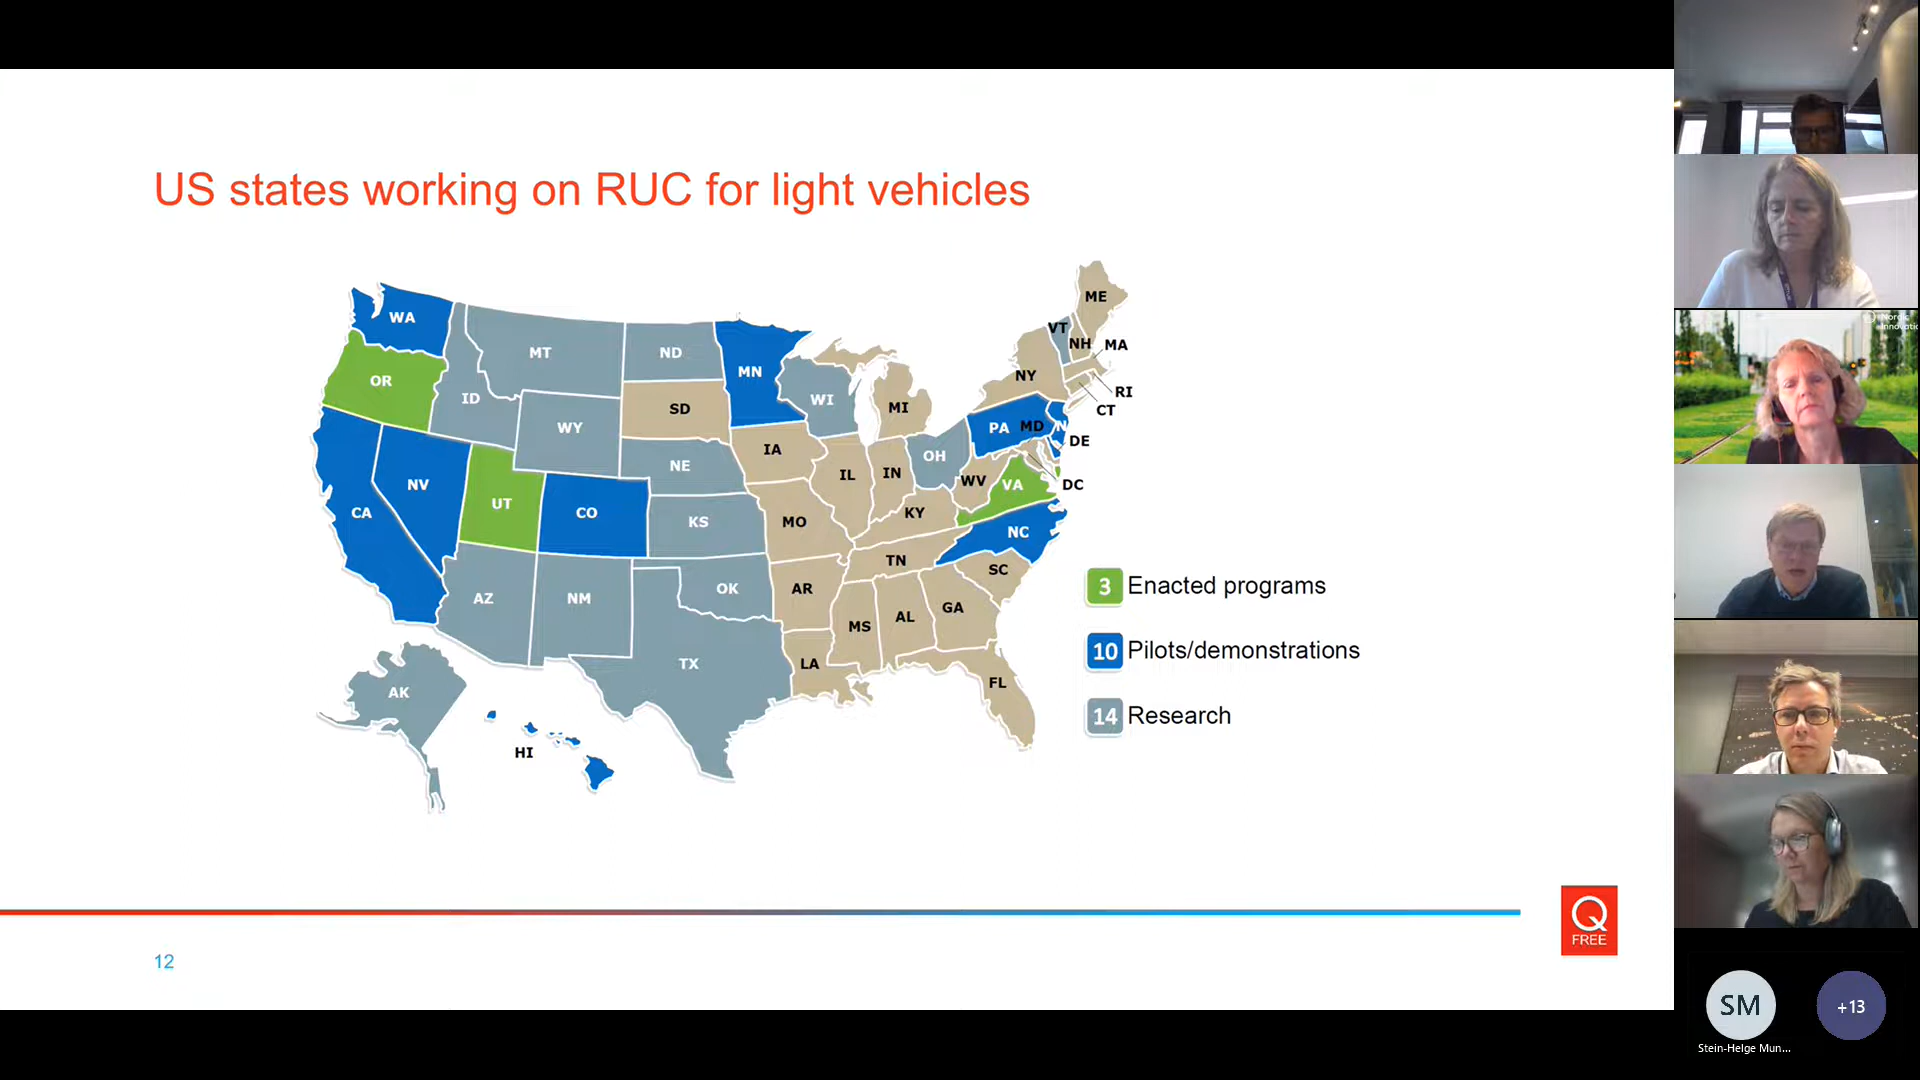 US states working on RUC for light vehicles
WA
OR
ID
MT
ND
MN
SD
WY
NE
NV
UT
CO
CA
KS
AZ
NM
OK
TX
AK
HI
WI
IA
IL
IN
MI
OH
MO
KY
WV
VA
TN
NC
SC
AR
MS
AL
GA
LA
FL
PA
MD
N
DE
DC
NY
VT
NH
ME
MA
RI
CT
3 Enacted programs
10 Pilots/demonstrations
14 Research
12
Q
FREE
Nordic
Innovatio
SM
Stein-Helge Mun...
+13